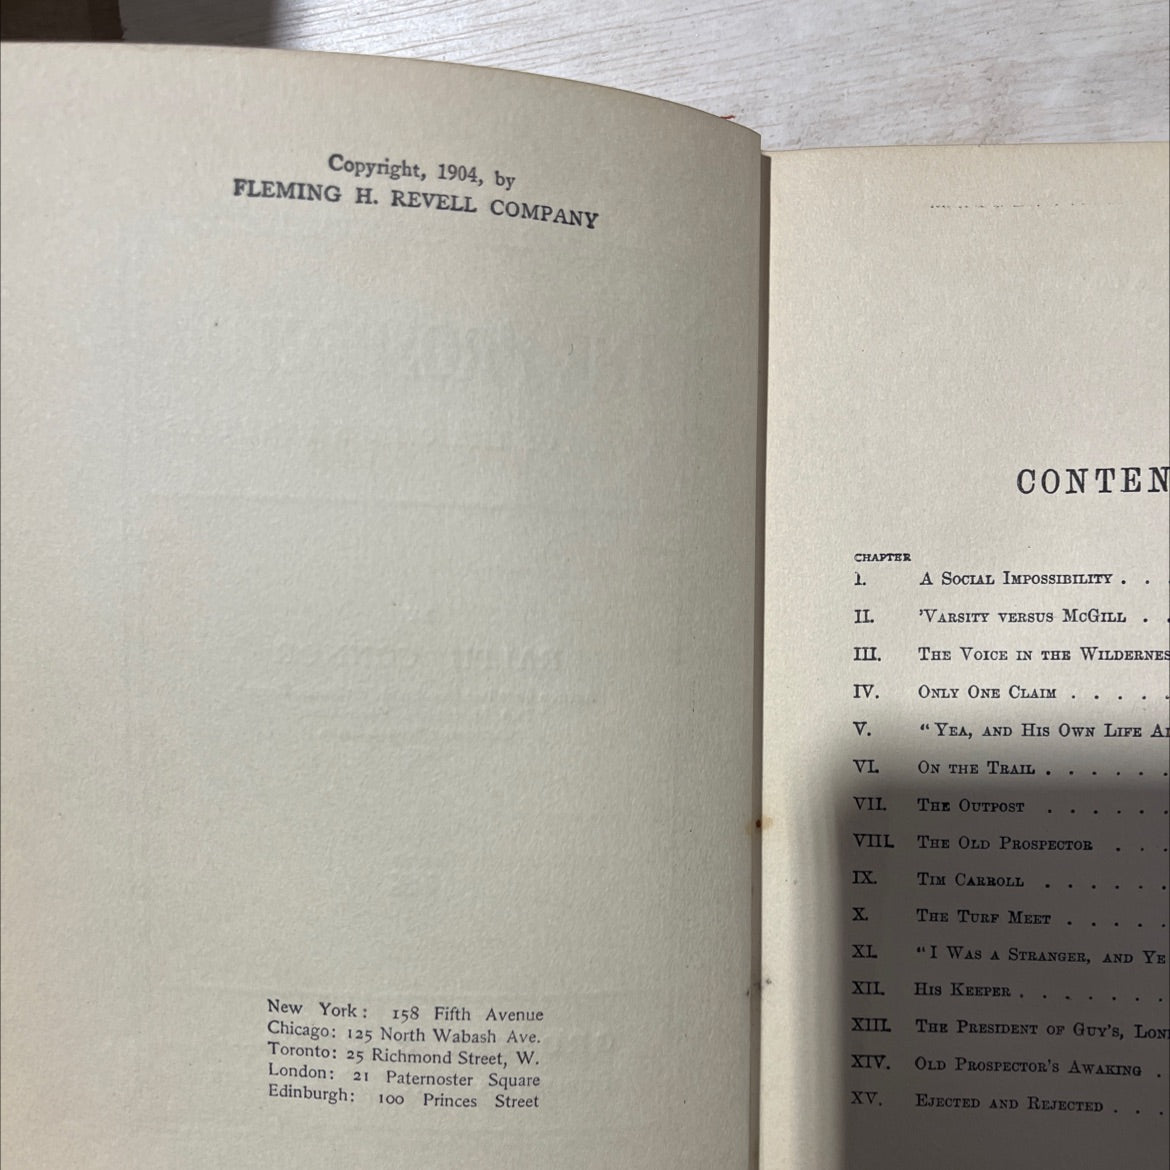 Copyright, 1904, by
FLEMING H. REVELL COMPANY
New York: 158 Fifth Avenue
Chicago: 125 North Wabash Ave.
Toronto: 25 Richmond Street, W.
London: 21 Paternoster Square
Edinburgh: 100 Princes Street
CONTEN
CHAPTER
I. A Social Impossibility . .
II. 'Varsity versus McGill . .
III. The Voice in the Wildernes
IV. Only One Claim . . . . .
V. “Yea, and His Own Life Al
VI. On the Trail . . . . . .
VII. The Outpost . . . . . .
VIII. The Old Prospector . . .
IX. Tim Carroll . . . . . .
X. The Turf Meet . . . . .
XI. “I Was a Stranger, and Ye
XII. His Keeper . . . . . . .
XIII. The President of Guy's, Lon
XIV. Old Prospector's Awaking .
XV. Ejected and Rejected . . .